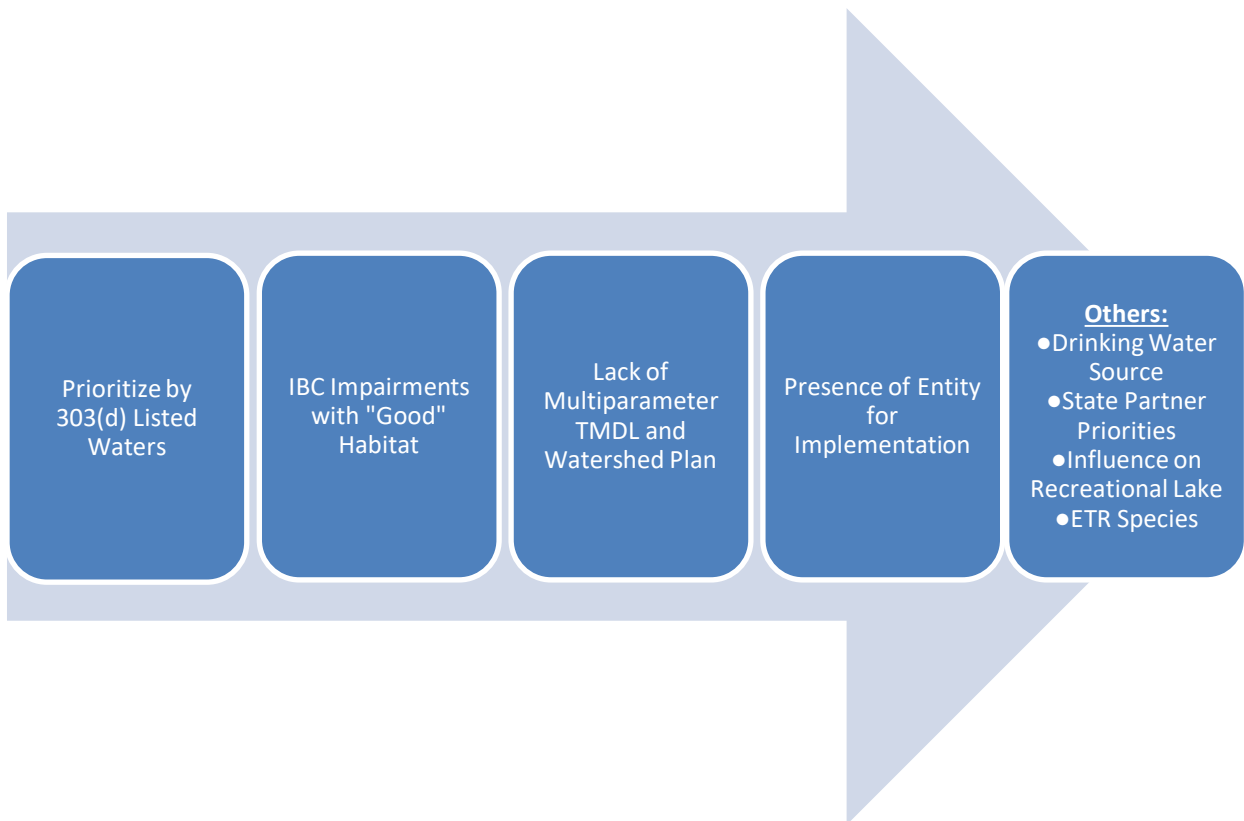 Prioritize by
303(d) Listed
Waters
IBC Impairments
with "Good"
Habitat
Lack of
Multiparameter
TMDL and
Watershed Plan
Presence of Entity
for
Implementation
Others:
●Drinking Water
Source
●State Partner
Priorities
●Influence on
Recreational Lake
●ETR Species